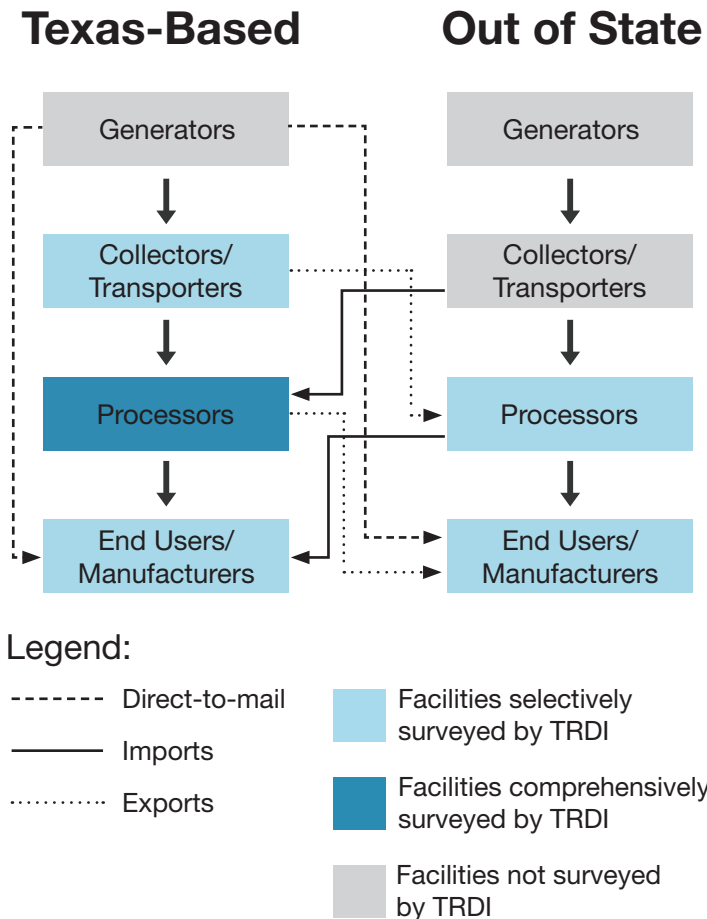 Texas-Based
Out of State
Generators
Generators
Collectors/
Transporters
Collectors/
Transporters
Processors
Processors
End Users/
Manufacturers
End Users/
Manufacturers
Legend:
Direct-to-mail
Imports
Exports
Facilities selectively
surveyed by TRDI
Facilities comprehensively
surveyed by TRDI
Facilities not surveyed
by TRDI